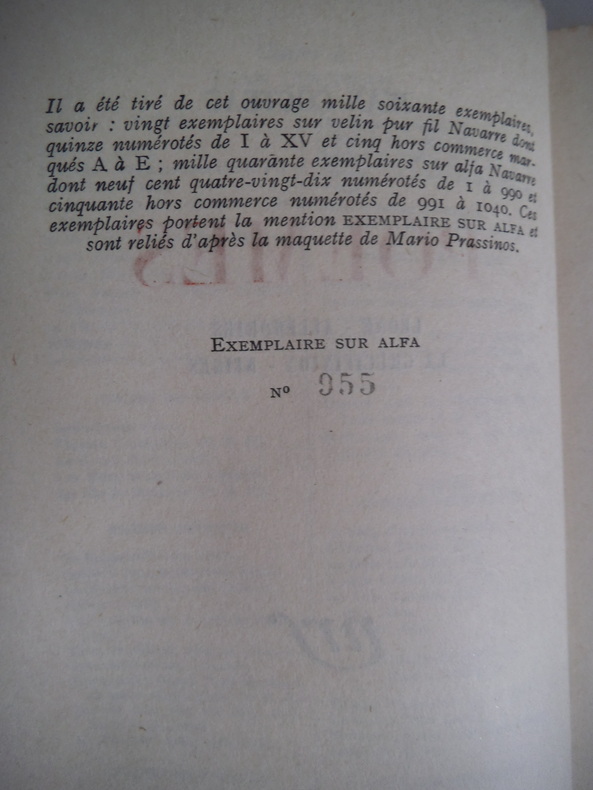 Il a été tiré de cet ouvrage mille soixante exemplaires,
savoir : vingt exemplaires sur velin pur fil Navarre dont
quinze numérotés de I à XV et cinq hors commerce mar-
qués A à E ; mille quarante exemplaires sur alfa Navarre
dont neuf cent quatre-vingt-dix numérotés de 1 à 990 et
cinquante hors commerce numérotés de 991 à 1040. Ces
exemplaires portent la mention EXEMPLAIRE SUR ALFA et
sont reliés d'après la maquette de Mario Prassinos.
EXEMPLAIRE SUR ALFA
Nº 955